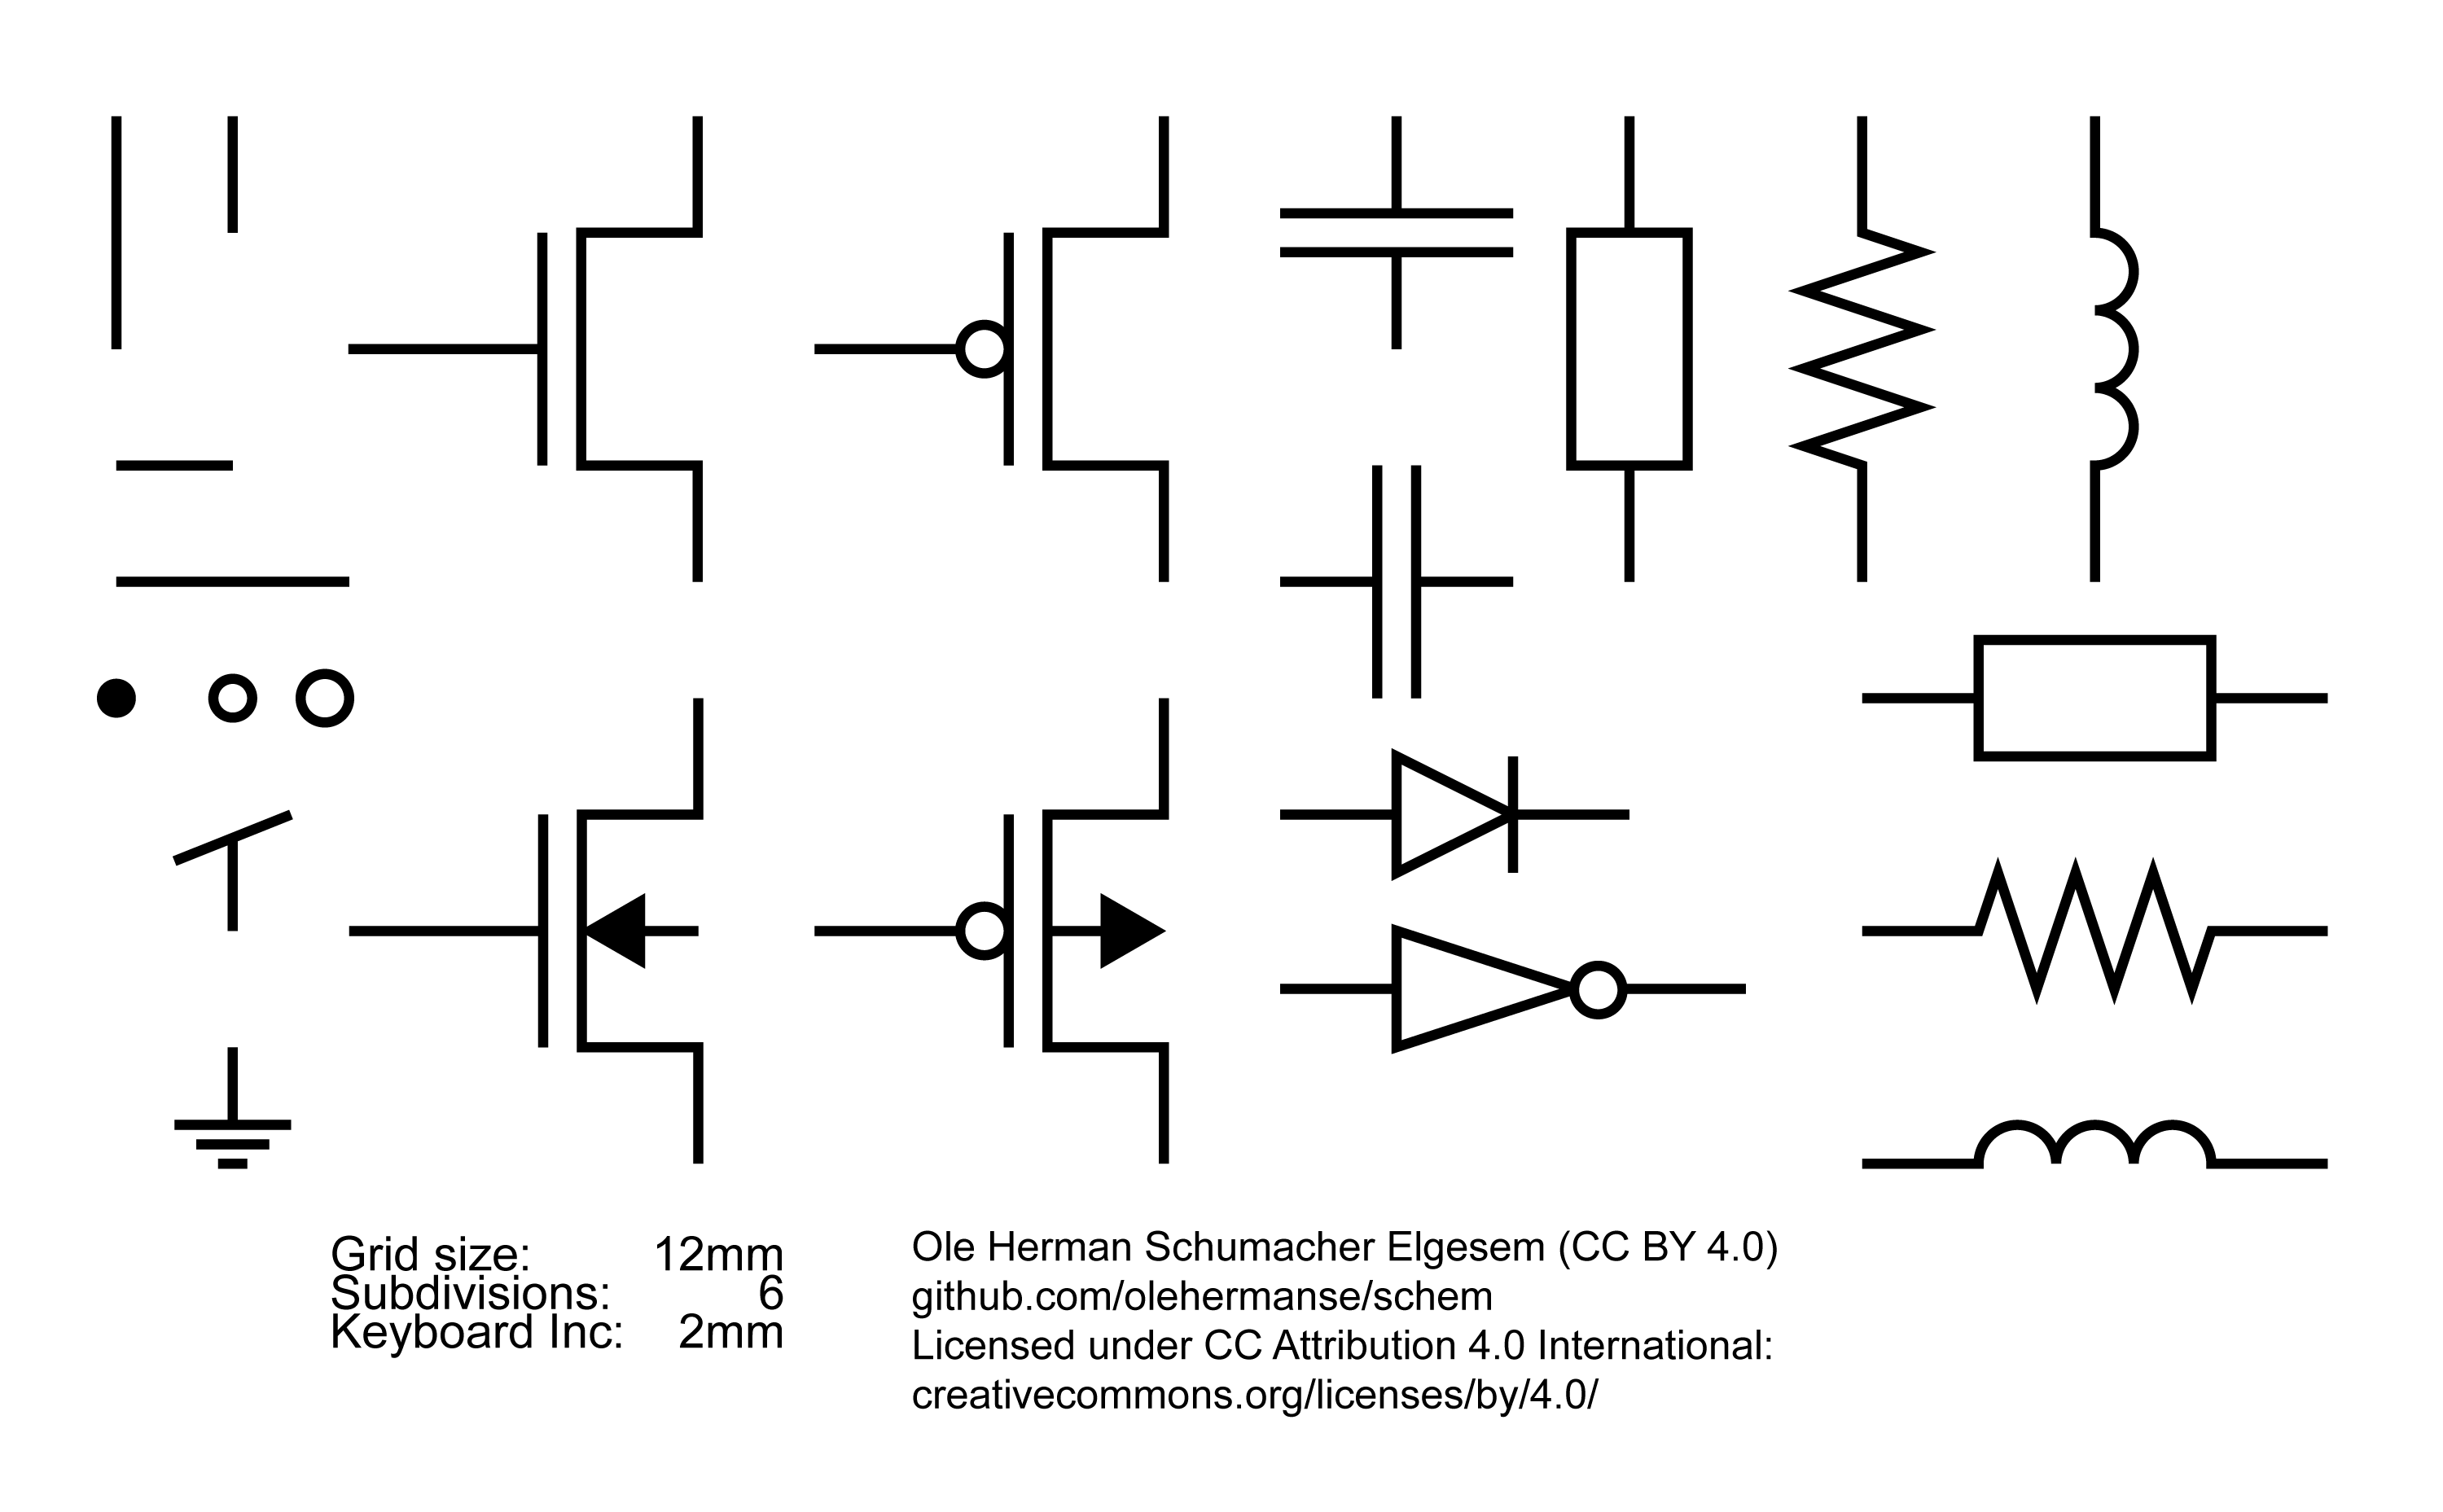 Grid size: 12mm
Subdivisions: 6
Keyboard Inc: 2mm
Ole Herman Schumacher Elgesem (CC BY 4.0)
github.com/olehermanse/schem
Licensed under CC Attribution 4.0 International:
creativecommons.org/licenses/by/4.0/